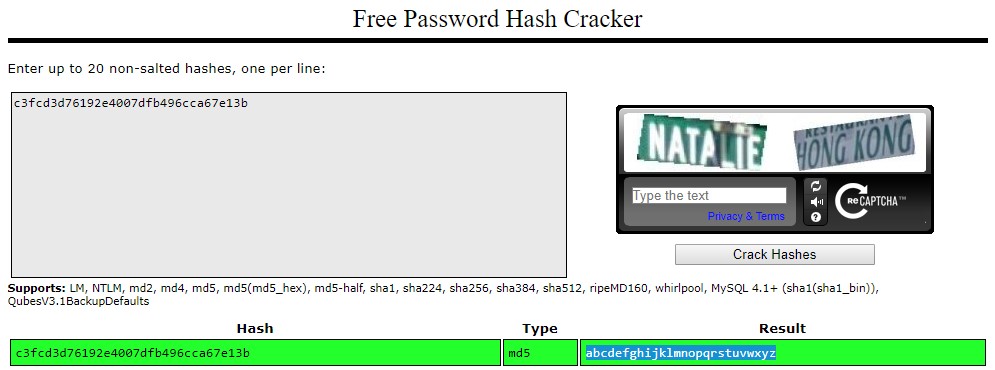 Free Password Hash Cracker
Enter up to 20 non-salted hashes, one per line:
c3fcd3d76192e4007dfb496cca67e13b
NATALIE
RESTAURANT
HONG KONG
Type the text
Privacy & Terms
reCAPTCHA™
Crack Hashes
Supports: LM, NTLM, md2, md4, md5, md5(md5_hex), md5-half, sha1, sha224, sha256, sha384, sha512, ripeMD160, whirlpool, MySQL 4.1+ (sha1(sha1_bin)),
QubesV3.1BackupDefaults
Hash Type Result
c3fcd3d76192e4007dfb496cca67e13b md5 abcdefghijklmnopqrstuvwxyz